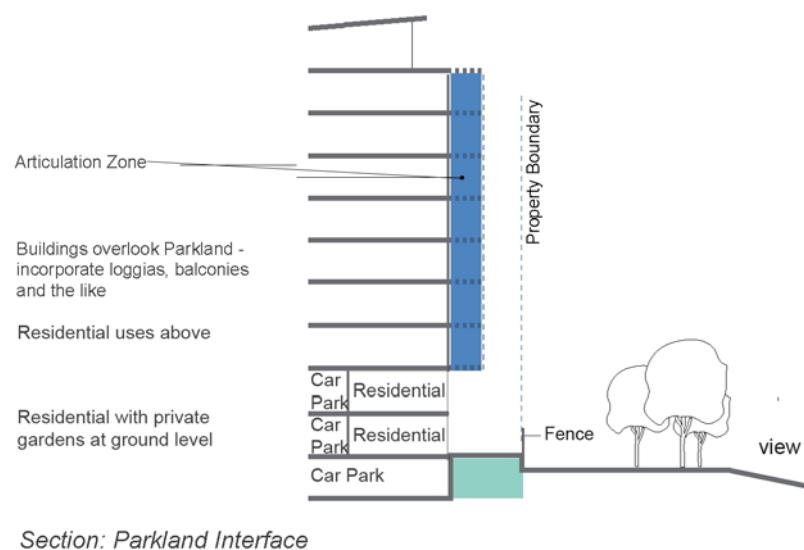 Articulation Zone
Property Boundary
Buildings overlook Parkland -
incorporate loggias, balconies
and the like
Residential uses above
Car
Park
Residential
Residential with private
gardens at ground level
Car
Park
Residential
Fence
view
Car Park
Section: Parkland Interface